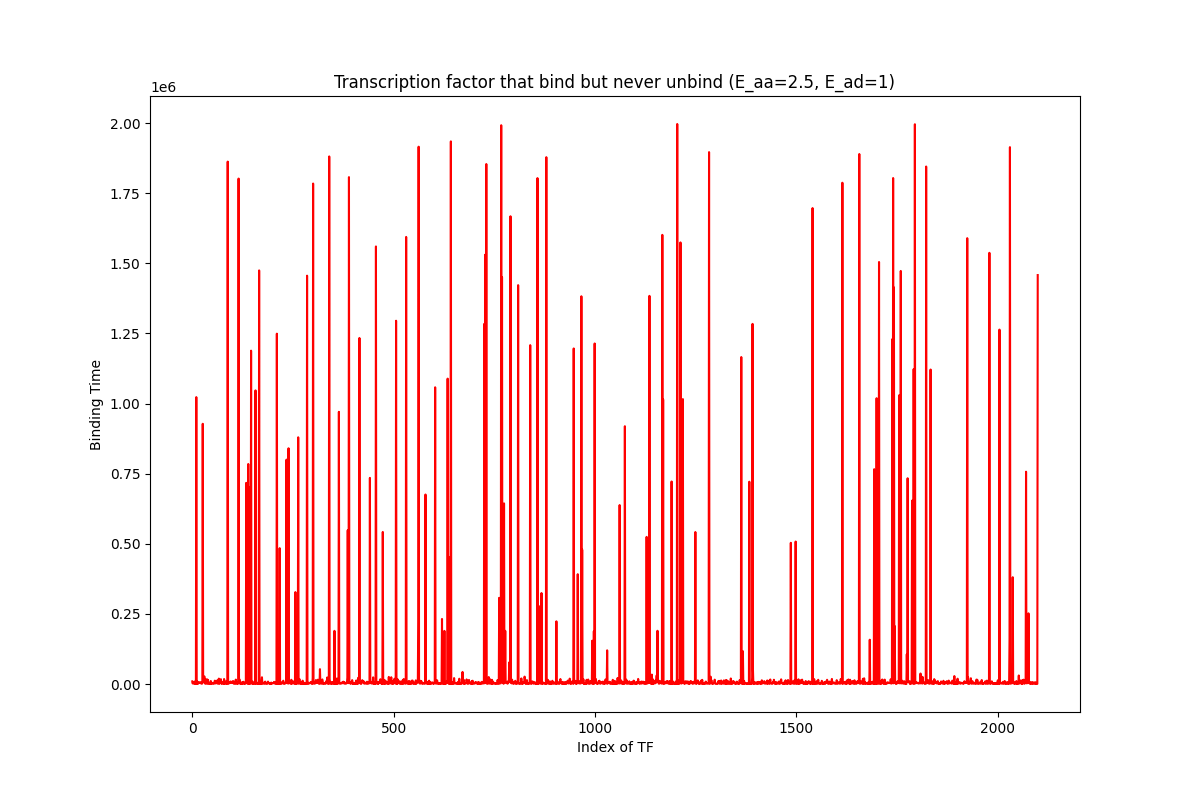 Transcription factor that bind but never unbind (E_aa=2.5, E_ad=1)
1e6
2.00
1.75
1.50
1.25
1.00
0.75
0.50
0.25
0.00
Binding Time
0 500 1000 1500 2000
Index of TF